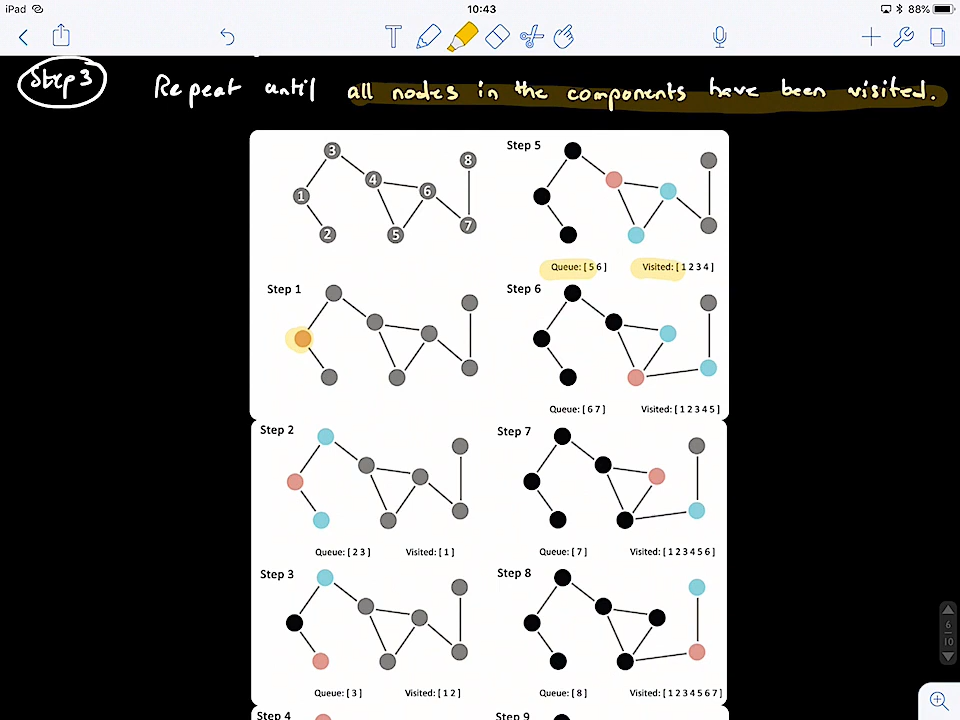 iPad
10:43
88%
Step 3
Repeat until all nodes in the components have been visited.
3
8
4
6
1
7
2
5
Step 5
Queue: [ 5 6 ]
Visited: [ 1 2 3 4 ]
Step 1
Step 6
Queue: [ 6 7 ]
Visited: [ 1 2 3 4 5 ]
Step 2
Queue: [ 2 3 ]
Visited: [ 1 ]
Step 7
Queue: [ 7 ]
Visited: [ 1 2 3 4 5 6 ]
Step 3
Queue: [ 3 ]
Visited: [ 1 2 ]
Step 8
Queue: [ 8 ]
Visited: [ 1 2 3 4 5 6 7 ]
Step 4
Step 9
6
10